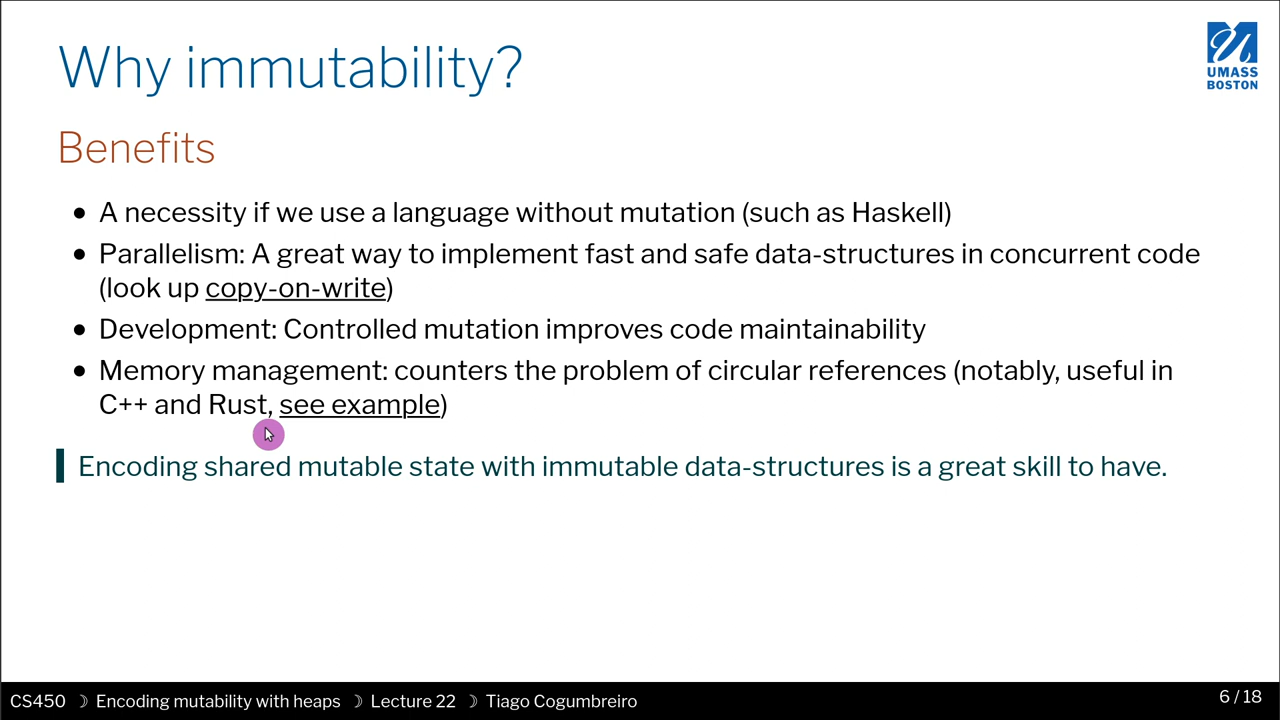 Why immutability?
UMASS
BOSTON
Benefits
• A necessity if we use a language without mutation (such as Haskell)
• Parallelism: A great way to implement fast and safe data-structures in concurrent code
(look up copy-on-write)
• Development: Controlled mutation improves code maintainability
• Memory management: counters the problem of circular references (notably, useful in
C++ and Rust, see example)
Encoding shared mutable state with immutable data-structures is a great skill to have.
CS450 ☽ Encoding mutability with heaps ☽ Lecture 22 ☽ Tiago Cogumbreiro
6 / 18